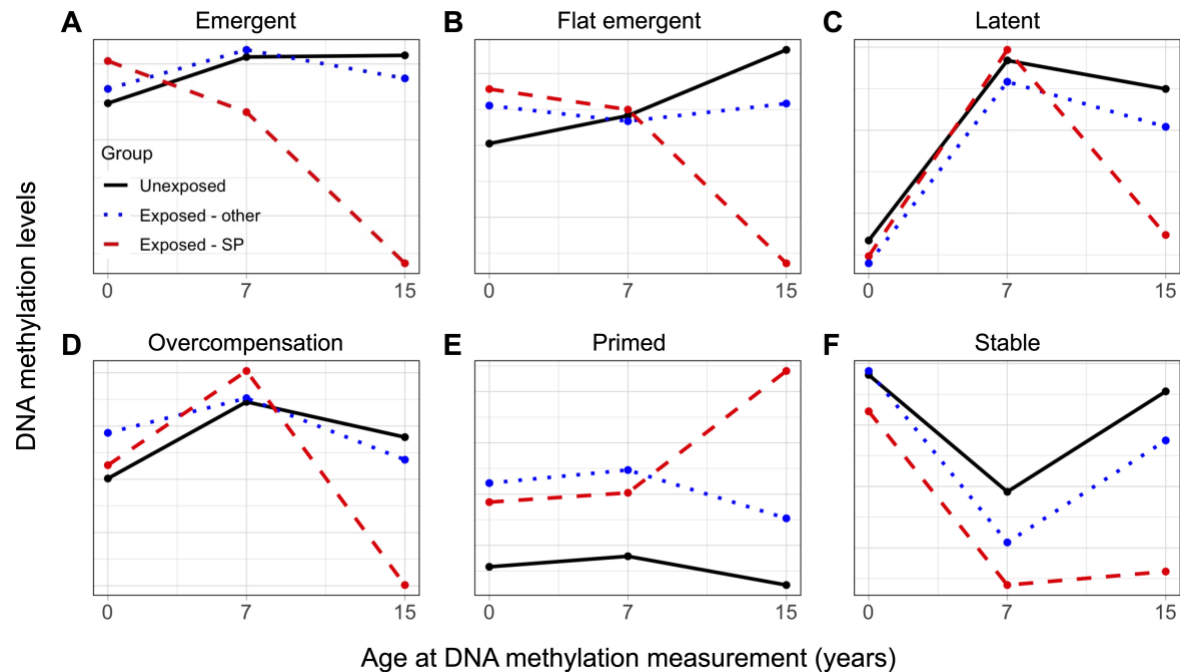 A Emergent
B Flat emergent
C Latent
Group
Unexposed
Exposed - other
Exposed - SP
0 7 15
0 7 15
0 7 15
DNA methylation levels
D Overcompensation
E Primed
F Stable
0 7 15
0 7 15
0 7 15
Age at DNA methylation measurement (years)